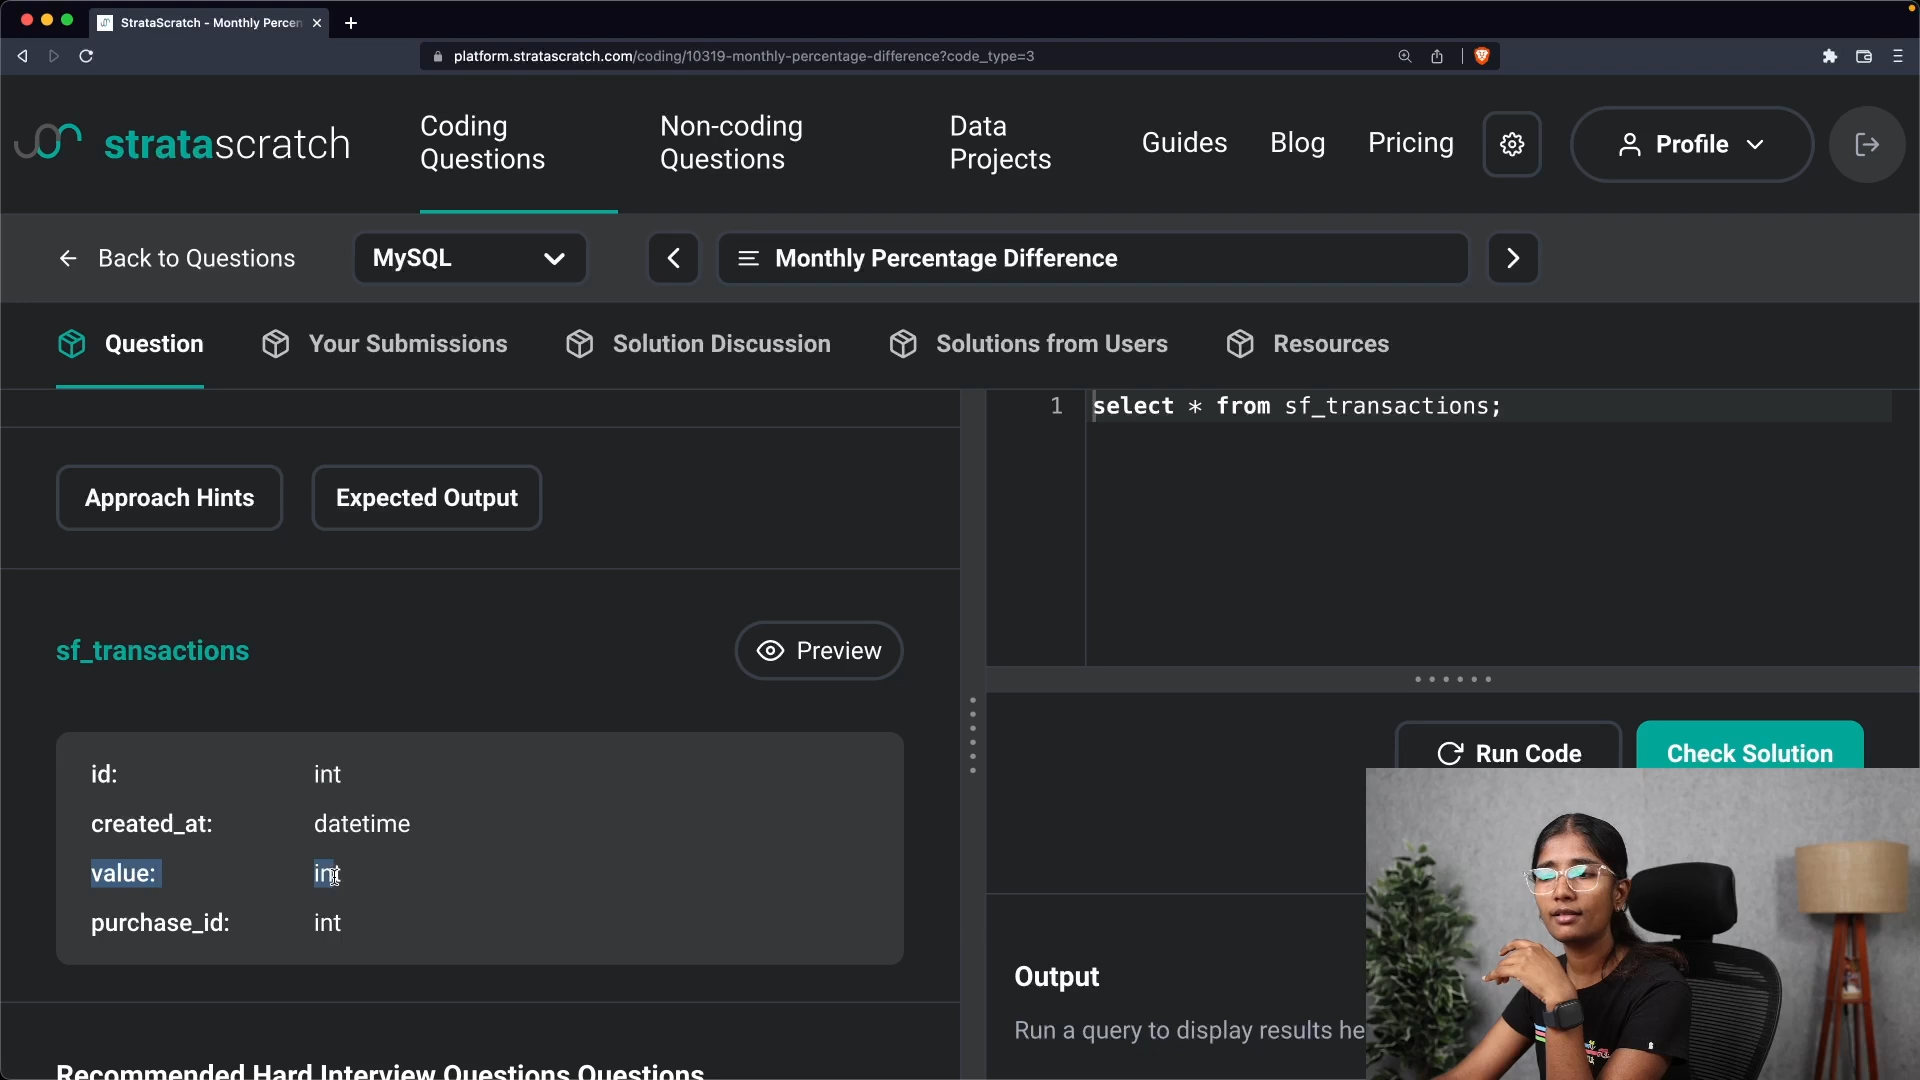 StrataScratch - Monthly Percen
platform.stratascratch.com/coding/10319-monthly-percentage-difference?code_type=3
stratascratch
Coding Questions
Non-coding Questions
Data Projects
Guides
Blog
Pricing
Profile
Back to Questions
MySQL
Monthly Percentage Difference
Question
Your Submissions
Solution Discussion
Solutions from Users
Resources
1 select * from sf_transactions;
Approach Hints
Expected Output
sf_transactions
Preview
id: int
created_at: datetime
value: int
purchase_id: int
Run Code
Check Solution
Output
Run a query to display results he
Recommended Hard Interview Questions Questions